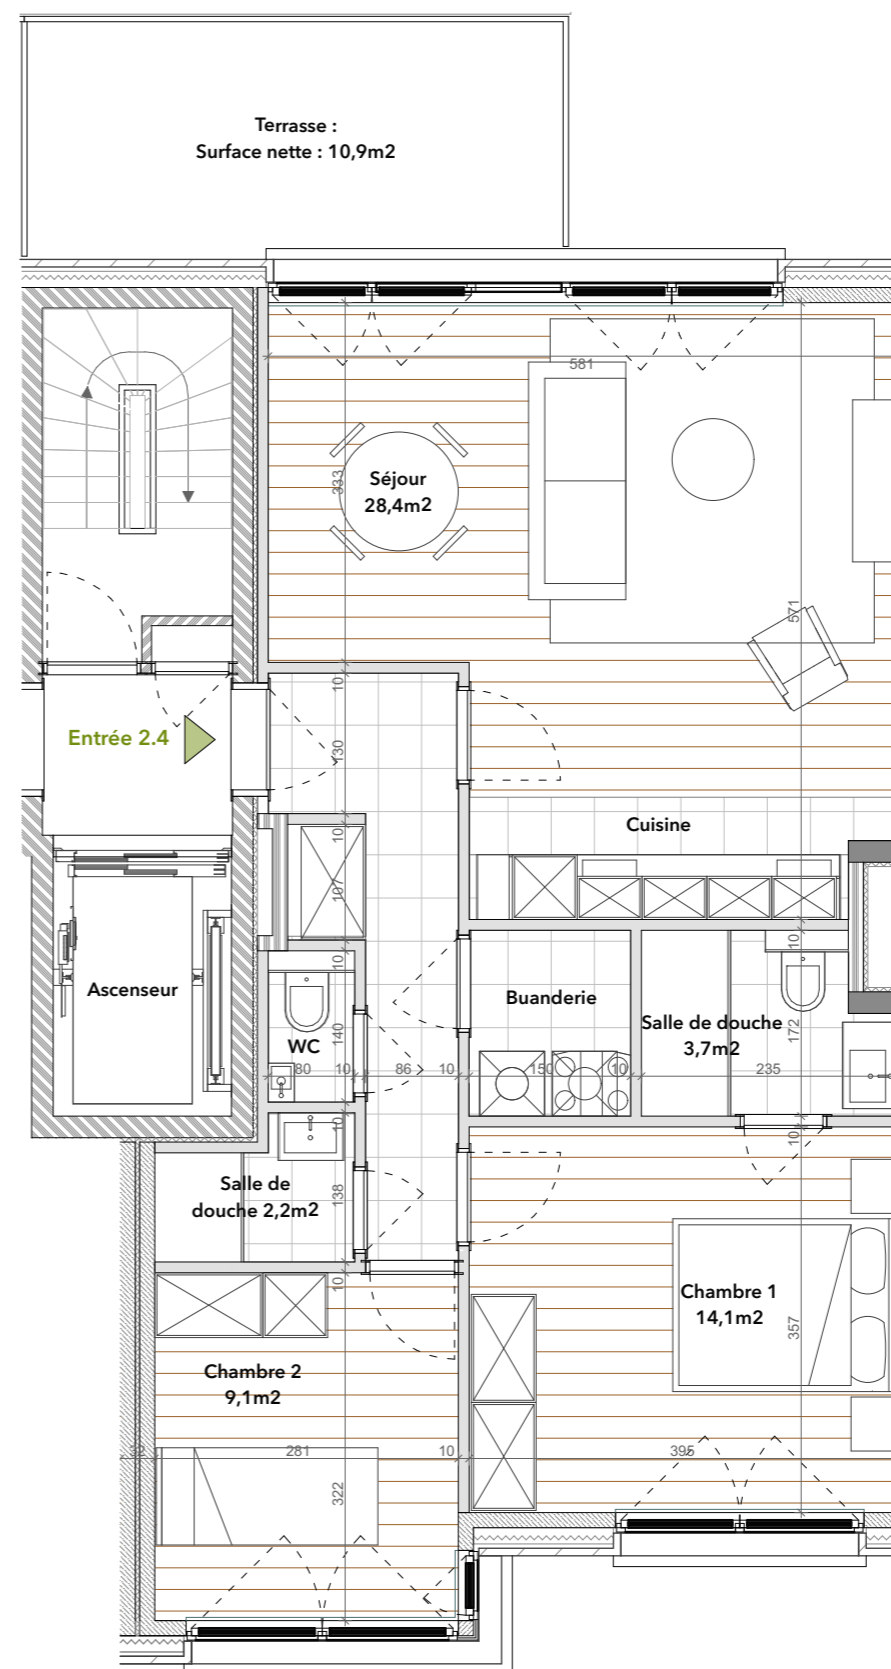 Terrasse :
Surface nette : 10,9m2
581
Séjour
28,4m2
333
571
10
Entrée 2.4
130
Cuisine
10
107
10
10
Ascenseur
Buanderie
Salle de douche
3,7m2
172
WC
140
80
10
86
10
150
10
235
10
10
Salle de
douche 2,2m2
138
10
Chambre 1
14,1m2
357
Chambre 2
9,1m2
32
281
10
395
322